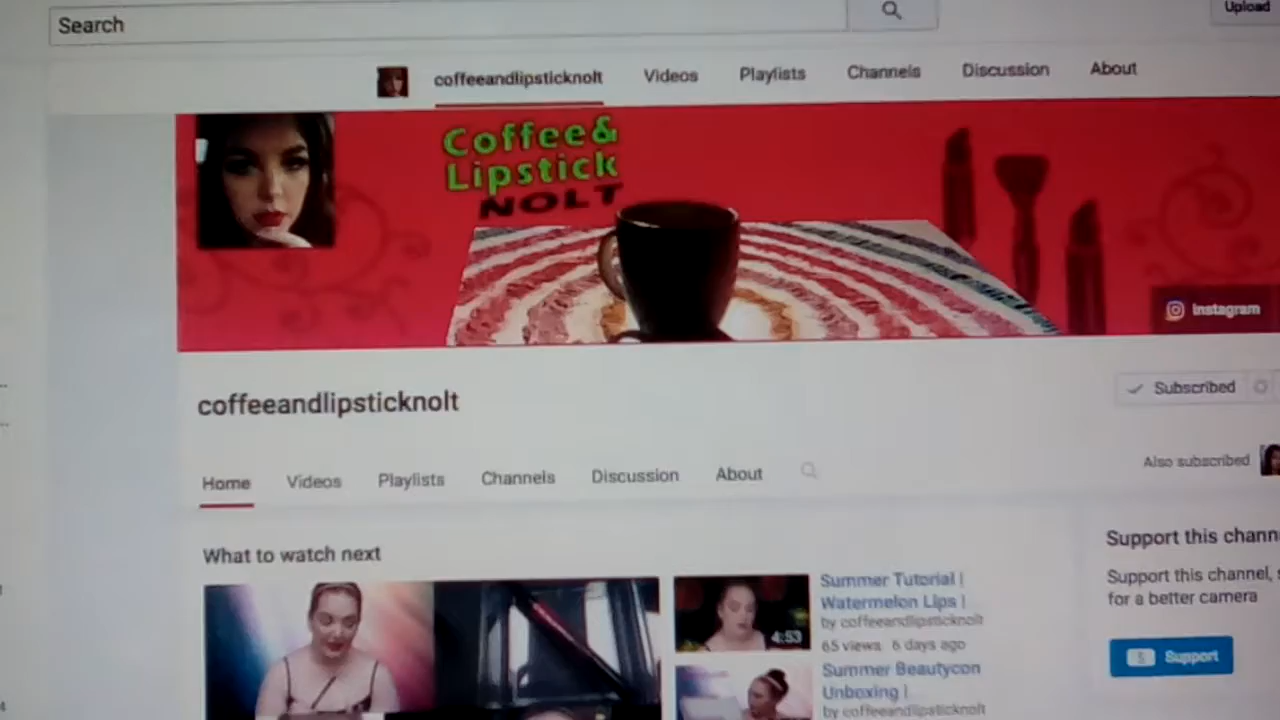 Search
Upload
coffeeandlipsticknolt Videos Playlists Channels Discussion About
Coffee&
Lipstick
NOLT
Instagram
coffeeandlipsticknolt
Subscribed
Also subscribed
Home Videos Playlists Channels Discussion About
What to watch next
Summer Tutorial |
Watermelon Lips |
by coffeeandlipsticknolt
65 views 6 days ago
4:53
Summer Beautycon
Unboxing |
by coffeeandlipsticknolt
Support this chann
Support this channel,
for a better camera
Support